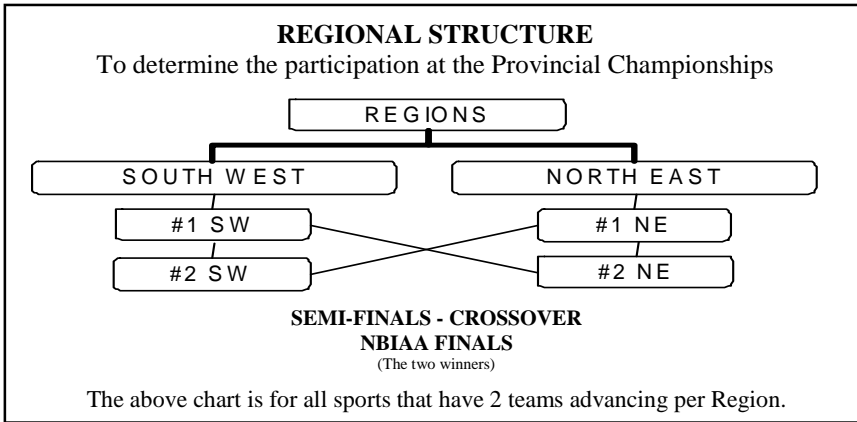 REGIONAL STRUCTURE
To determine the participation at the Provincial Championships
REGIONS
SOUTH WEST
NORTH EAST
#1 SW
#1 NE
#2 SW
#2 NE
SEMI-FINALS - CROSSOVER
NBIAA FINALS
(The two winners)
The above chart is for all sports that have 2 teams advancing per Region.